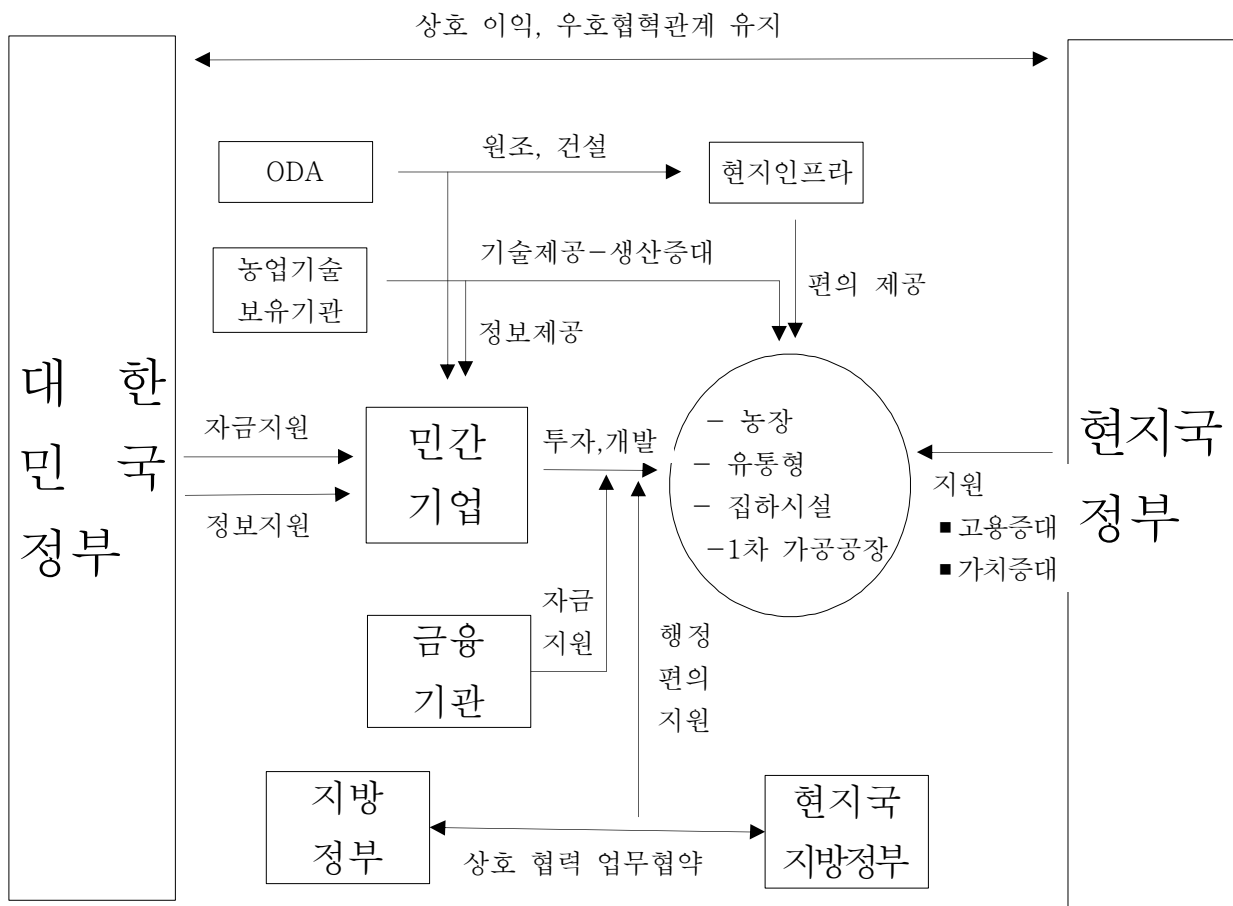 상호 이익, 우호협혁관계 유지
ODA
원조, 건설
현지인프라
농업기술
보유기관
기술제공-생산증대
편의 제공
정보제공
대 한
민 국
정부
자금지원
정보지원
민간
기업
투자,개발
- 농장
- 유통형
- 집하시설
-1차 가공공장
현지국
정부
지원
■ 고용증대
■ 가치증대
금융
기관
자금
지원
행정
편의
지원
지방
정부
상호 협력 업무협약
현지국
지방정부